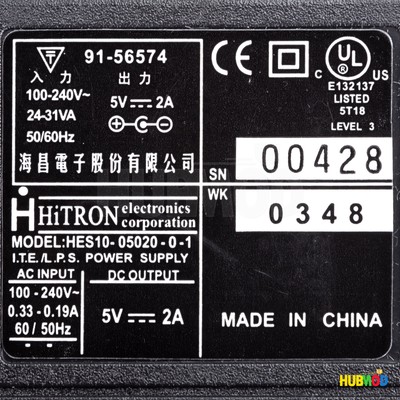 91-56574
入力 出力
100-240V~ 5V⎓2A
24-31VA
50/60Hz
海昌電子股份有限公司
HiTRON electronics corporation
MODEL:HES10-05020-0-1
I.T.E./L.P.S. POWER SUPPLY
AC INPUT DC OUTPUT
100-240V~ 5V⎓2A
0.33-0.19A
60/50Hz
CE
C UL US
®
E132137
LISTED
5T18
LEVEL 3
SN 00428
WK 0348
MADE IN CHINA
HUBMOB